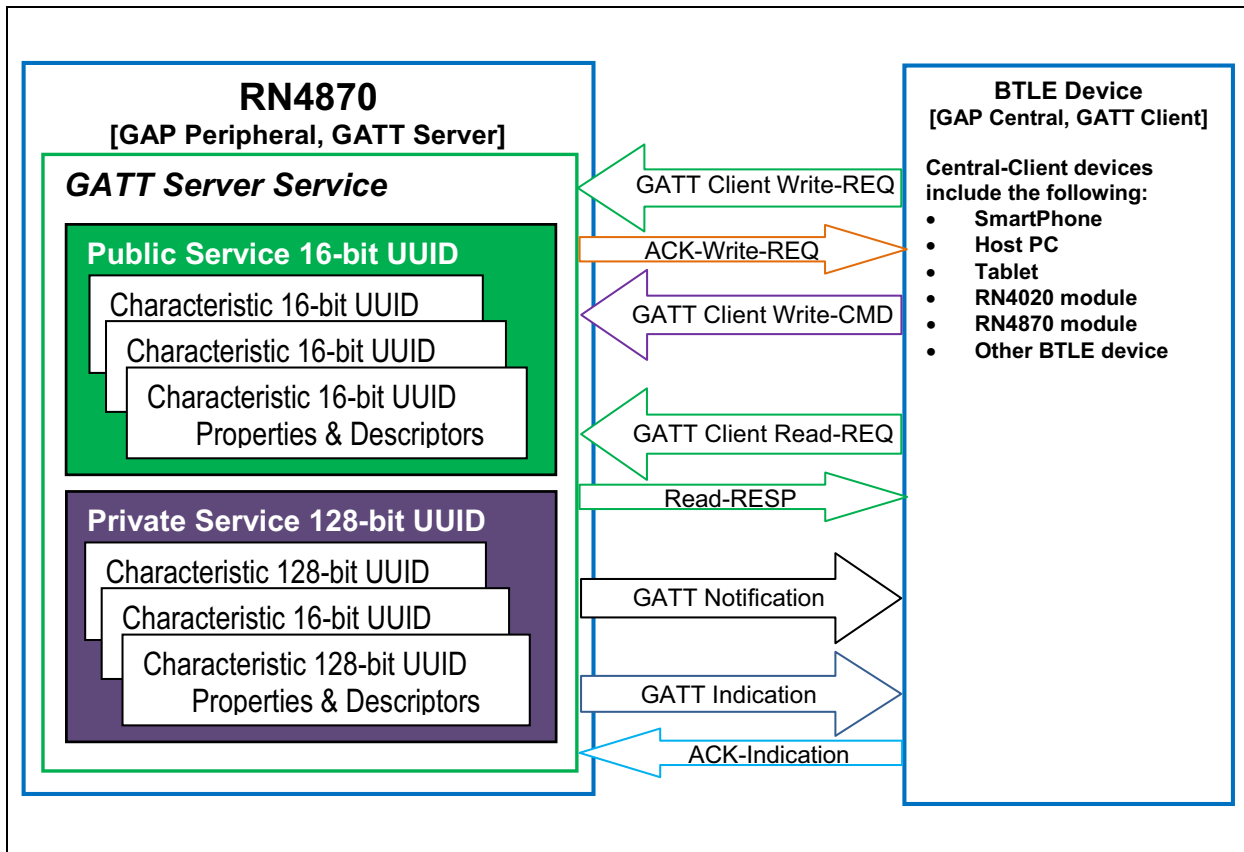 RN4870
[GAP Peripheral, GATT Server]
GATT Server Service
Public Service 16-bit UUID
Characteristic 16-bit UUID
Characteristic 16-bit UUID
Characteristic 16-bit UUID
Properties & Descriptors
Private Service 128-bit UUID
Characteristic 128-bit UUID
Characteristic 16-bit UUID
Characteristic 128-bit UUID
Properties & Descriptors
GATT Client Write-REQ
ACK-Write-REQ
GATT Client Write-CMD
GATT Client Read-REQ
Read-RESP
GATT Notification
GATT Indication
ACK-Indication
BTLE Device
[GAP Central, GATT Client]
Central-Client devices
include the following:
• SmartPhone
• Host PC
• Tablet
• RN4020 module
• RN4870 module
• Other BTLE device